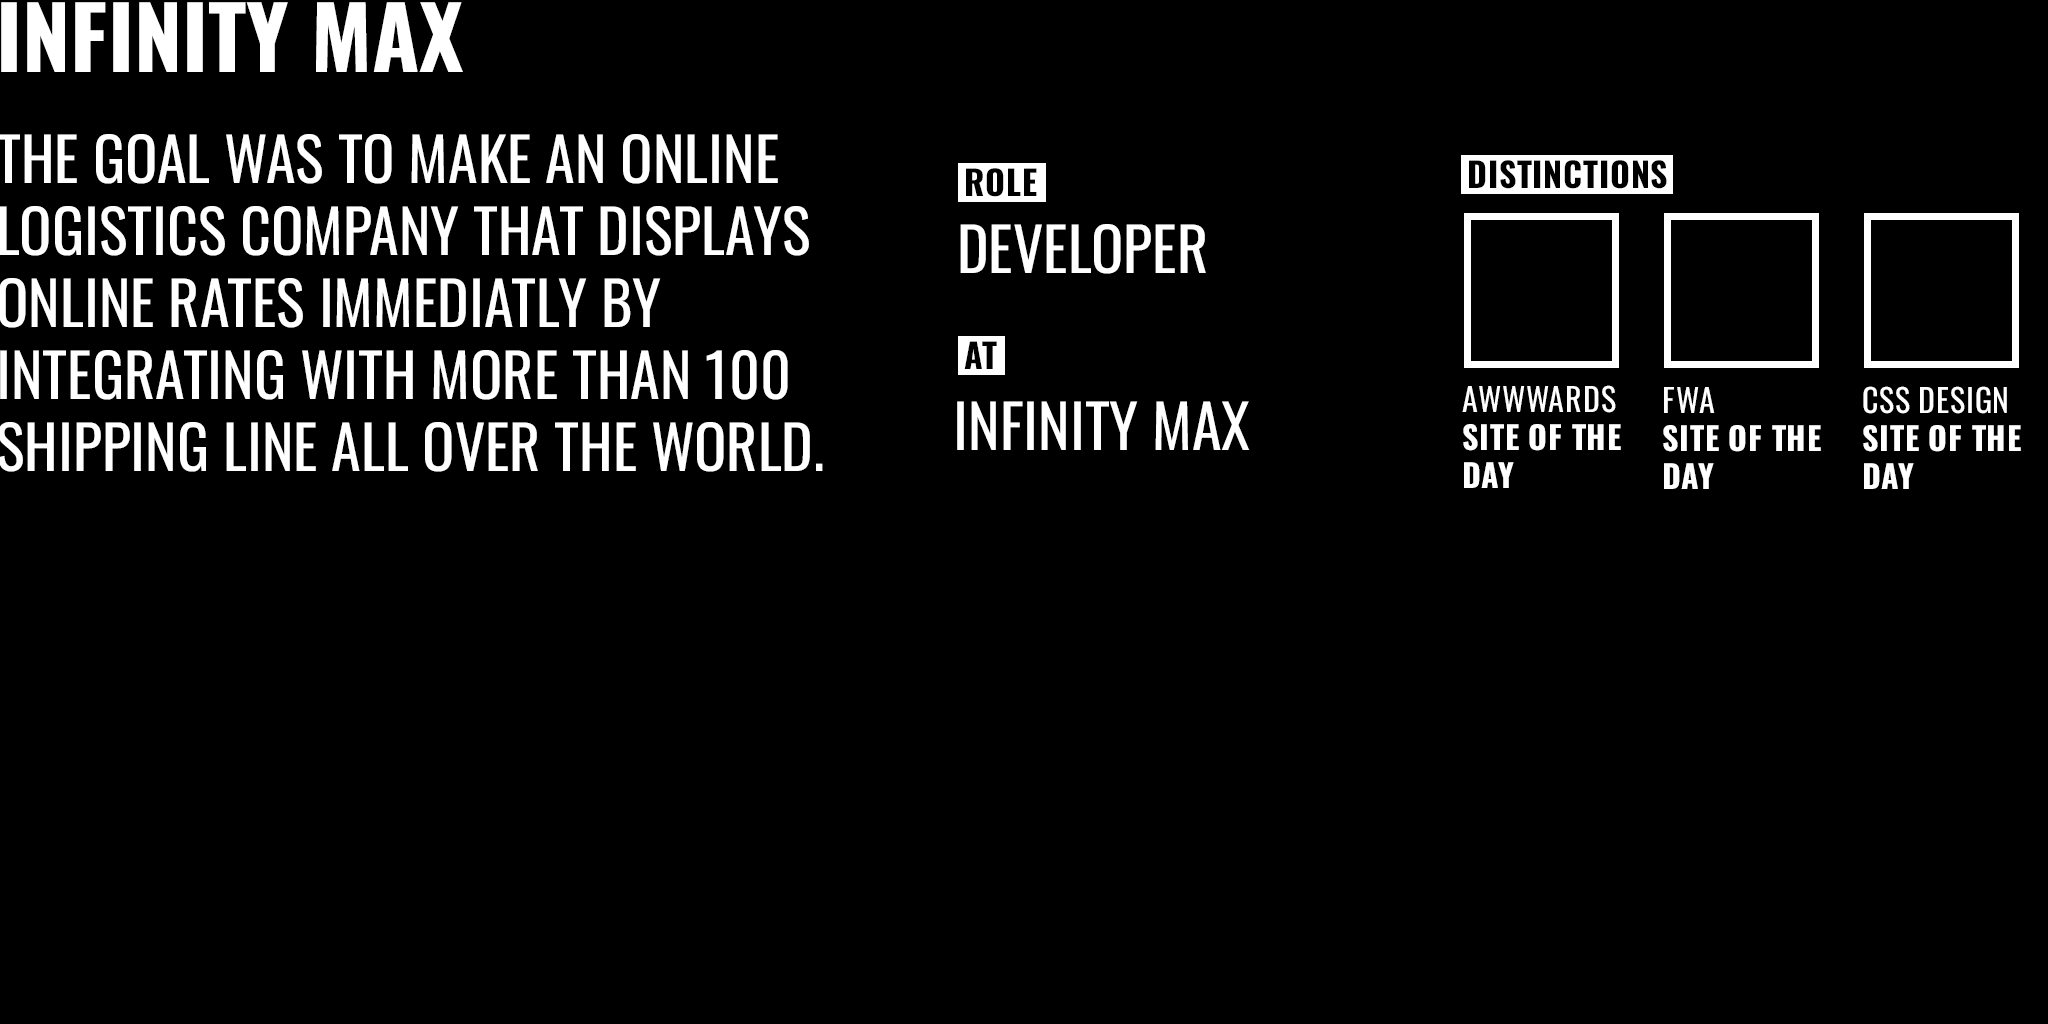 INFINITY MAX
THE GOAL WAS TO MAKE AN ONLINE
LOGISTICS COMPANY THAT DISPLAYS
ONLINE RATES IMMEDIATLY BY
INTEGRATING WITH MORE THAN 100
SHIPPING LINE ALL OVER THE WORLD.
ROLE
DEVELOPER
AT
INFINITY MAX
DISTINCTIONS
AWWWARDS
SITE OF THE
DAY
FWA
SITE OF THE
DAY
CSS DESIGN
SITE OF THE
DAY